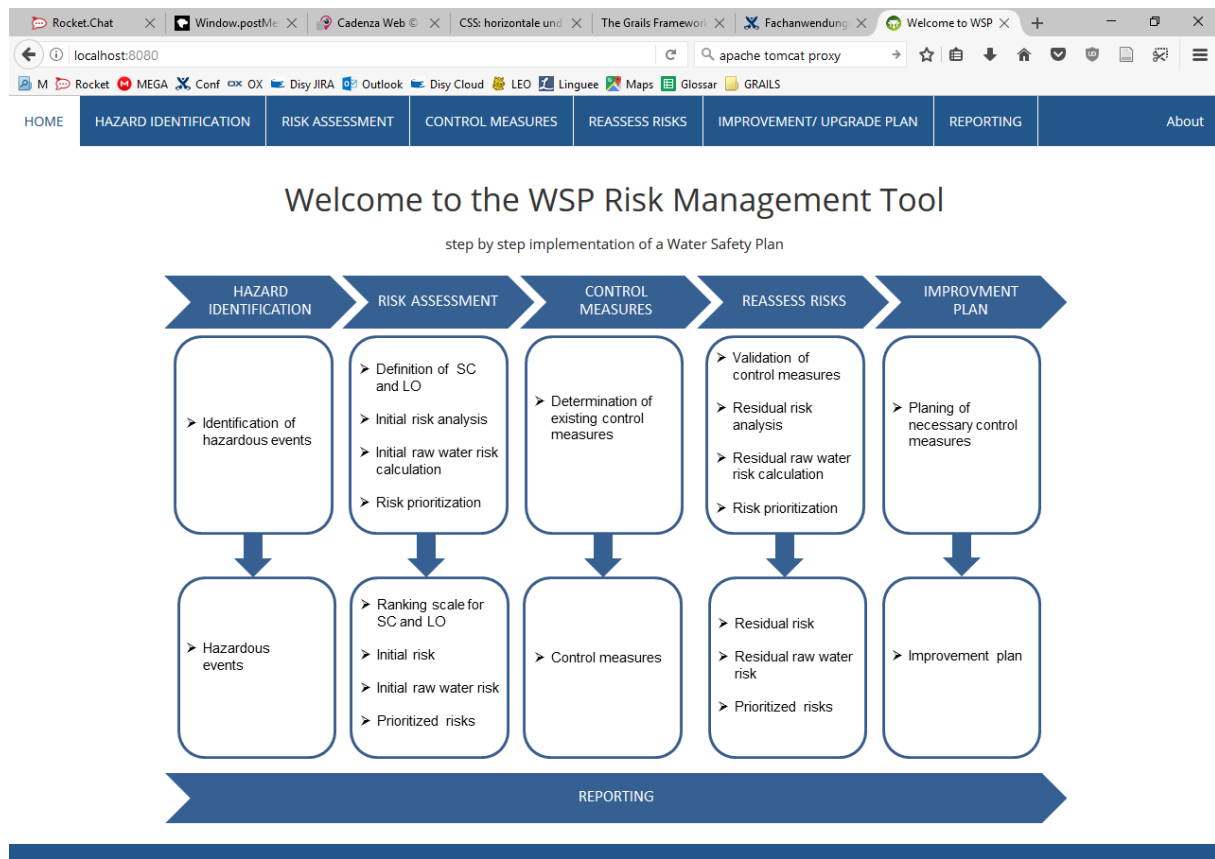 Rocket.Chat
Window.postMe
Cadenza Web ©
CSS: horizontale und
The Grails Framework
Fachanwendung
Welcome to WSP
localhost:8080
apache tomcat proxy
M Rocket MEGA Conf OX Disy JIRA Outlook Disy Cloud LEO Linguee Maps Glossar GRAILS
HOME HAZARD IDENTIFICATION RISK ASSESSMENT CONTROL MEASURES REASSESS RISKS IMPROVEMENT/ UPGRADE PLAN REPORTING About
Welcome to the WSP Risk Management Tool
step by step implementation of a Water Safety Plan
HAZARD
IDENTIFICATION
RISK ASSESSMENT
CONTROL
MEASURES
REASSESS RISKS
IMPROVMENT
PLAN
➢ Identification of
hazardous events
➢ Definition of SC
and LO
➢ Initial risk analysis
➢ Initial raw water risk
calculation
➢ Risk prioritization
➢ Determination of
existing control
measures
➢ Validation of
control measures
➢ Residual risk
analysis
➢ Residual raw water
risk calculation
➢ Risk prioritization
➢ Planing of
necessary control
measures
➢ Hazardous
events
➢ Ranking scale for
SC and LO
➢ Initial risk
➢ Initial raw water risk
➢ Prioritized risks
➢ Control measures
➢ Residual risk
➢ Residual raw water
risk
➢ Prioritized risks
➢ Improvement plan
REPORTING